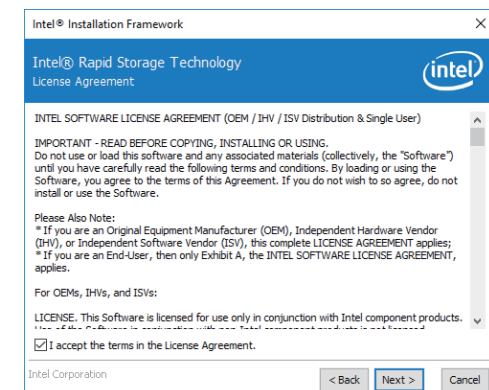 Intel® Installation Framework
Intel® Rapid Storage Technology
License Agreement
intel
INTEL SOFTWARE LICENSE AGREEMENT (OEM / IHV / ISV Distribution & Single User)
IMPORTANT - READ BEFORE COPYING, INSTALLING OR USING.
Do not use or load this software and any associated materials (collectively, the "Software")
until you have carefully read the following terms and conditions. By loading or using the
Software, you agree to the terms of this Agreement. If you do not wish to so agree, do not
install or use the Software.
Please Also Note:
* If you are an Original Equipment Manufacturer (OEM), Independent Hardware Vendor
(IHV), or Independent Software Vendor (ISV), this complete LICENSE AGREEMENT applies;
* If you are an End-User, then only Exhibit A, the INTEL SOFTWARE LICENSE AGREEMENT,
applies.
For OEMs, IHVs, and ISVs:
LICENSE. This Software is licensed for use only in conjunction with Intel component products.
I accept the terms in the License Agreement.
Intel Corporation
< Back Next > Cancel